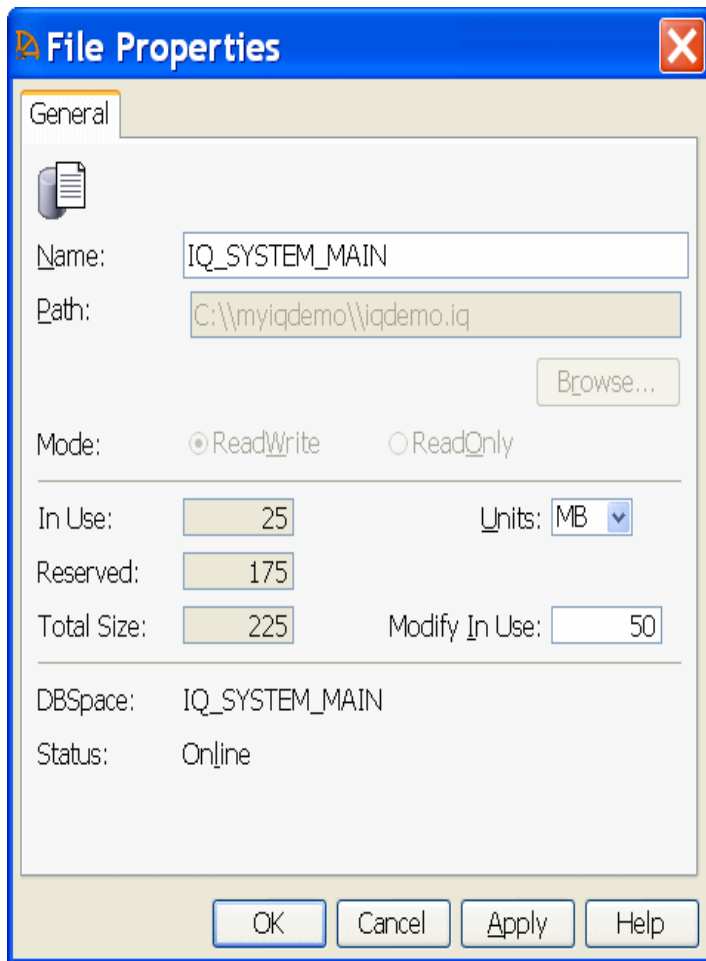 File Properties
General
Name: IQ_SYSTEM_MAIN
Path: C:\\myiqdemo\\iqdemo.iq
Browse...
Mode: ReadWrite ReadOnly
In Use: 25 Units: MB
Reserved: 175
Total Size: 225 Modify In Use: 50
DBSpace: IQ_SYSTEM_MAIN
Status: Online
OK Cancel Apply Help